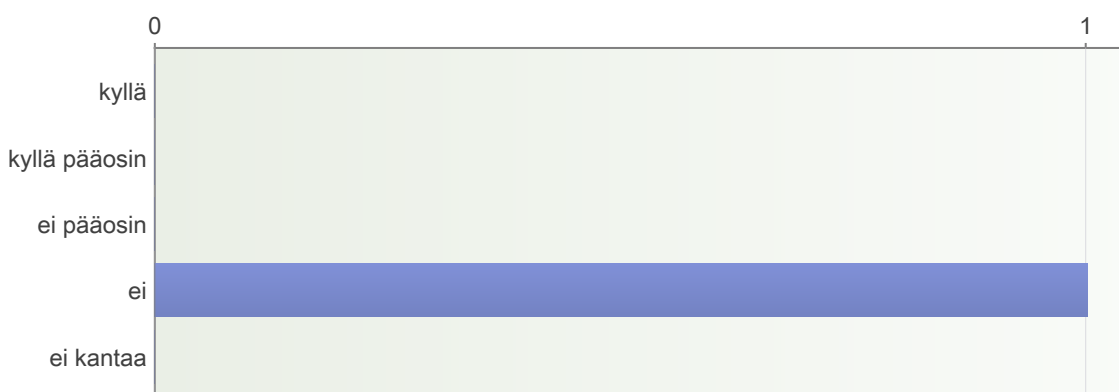 0 1
kyllä
kyllä pääosin
ei pääosin
ei
ei kantaa